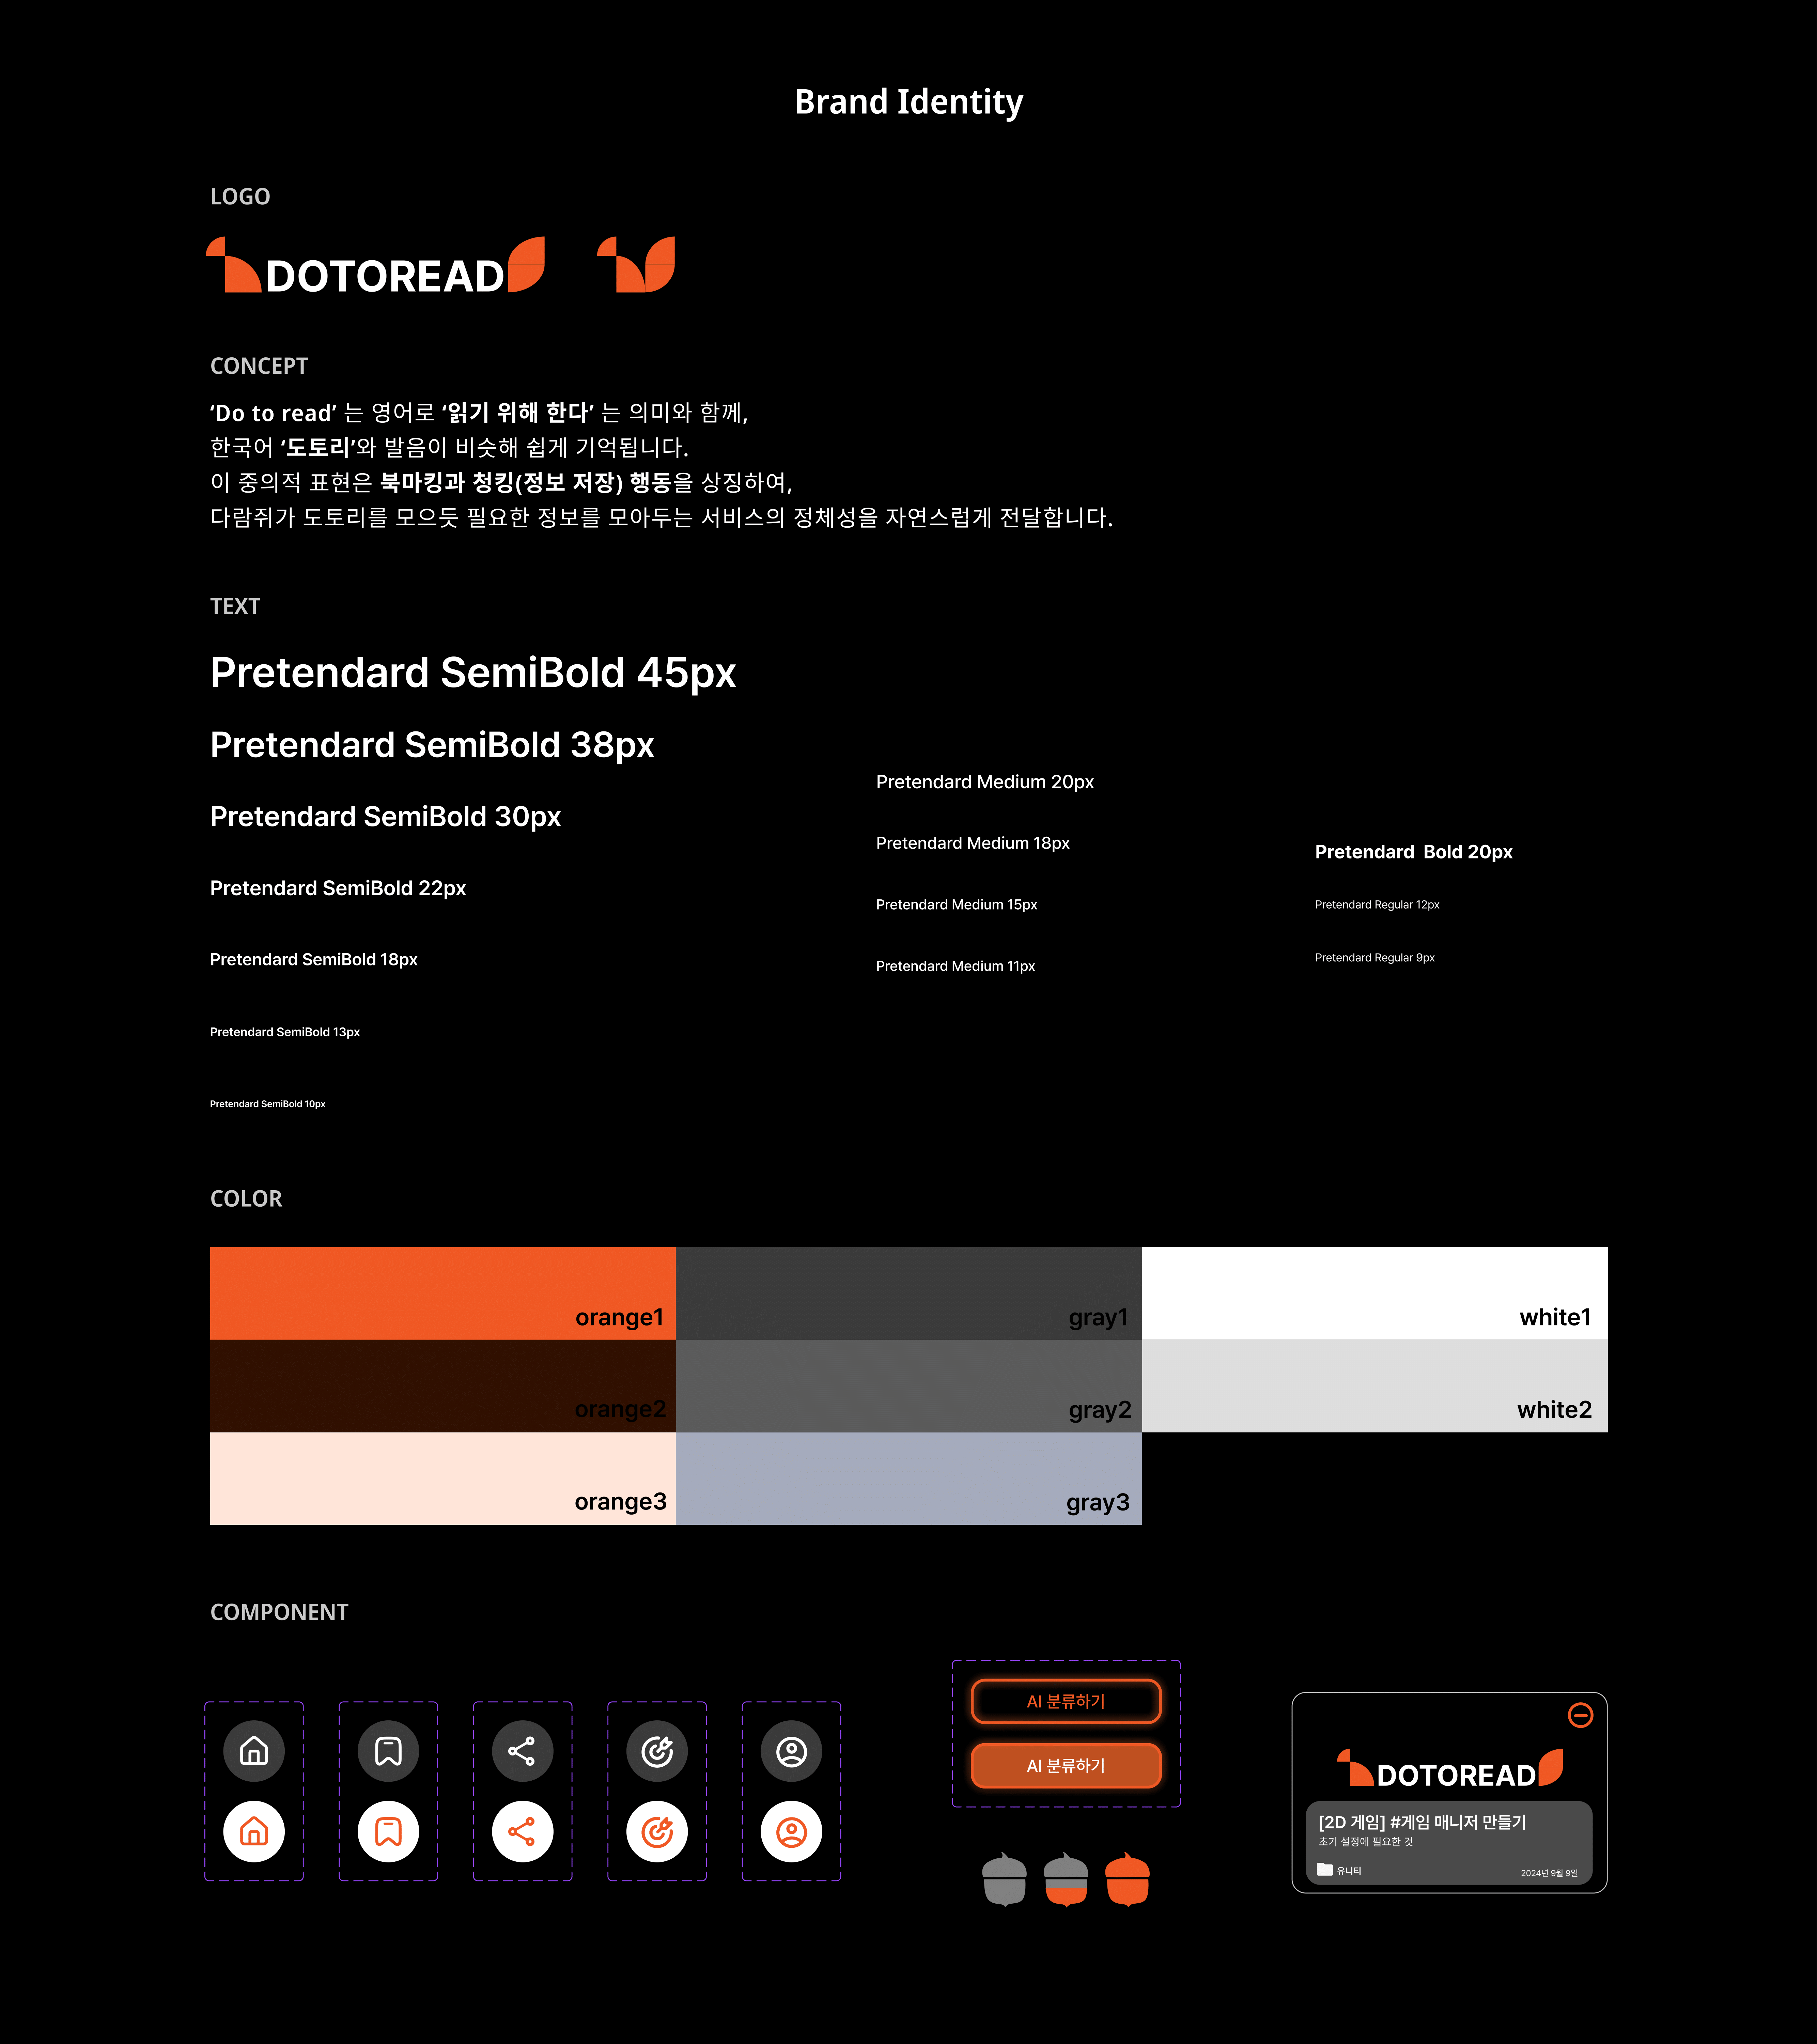 Brand Identity
LOGO
DOTOREAD
CONCEPT
‘Do to read’ 는 영어로 ‘읽기 위해 한다’ 는 의미와 함께,
한국어 ‘도토리’와 발음이 비슷해 쉽게 기억됩니다.
이 중의적 표현은 북마킹과 청킹(정보 저장) 행동을 상징하여,
다람쥐가 도토리를 모으듯 필요한 정보를 모아두는 서비스의 정체성을 자연스럽게 전달합니다.
TEXT
Pretendard SemiBold 45px
Pretendard SemiBold 38px
Pretendard SemiBold 30px
Pretendard SemiBold 22px
Pretendard SemiBold 18px
Pretendard SemiBold 13px
Pretendard SemiBold 10px
Pretendard Medium 20px
Pretendard Medium 18px
Pretendard Medium 15px
Pretendard Medium 11px
Pretendard  Bold 20px
Pretendard Regular 12px
Pretendard Regular 9px
COLOR
orange1
gray1
white1
orange2
gray2
white2
orange3
gray3
COMPONENT
AI 분류하기
AI 분류하기
DOTOREAD
[2D 게임] #게임 매니저 만들기
초기 설정에 필요한 것
유니티
2024년 9월 9일